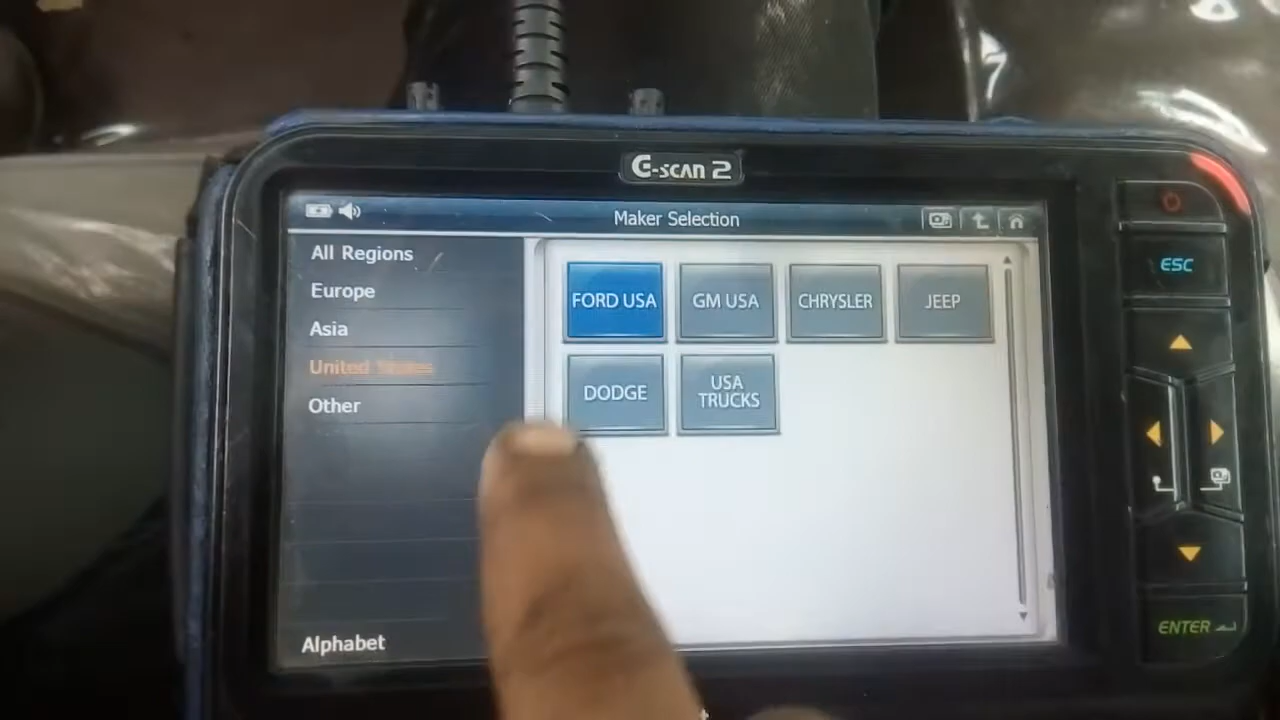 G-SCAN 2
Maker Selection
All Regions
Europe
Asia
United States
Other
Alphabet
FORD USA
GM USA
CHRYSLER
JEEP
DODGE
USA
TRUCKS
ESC
ENTER